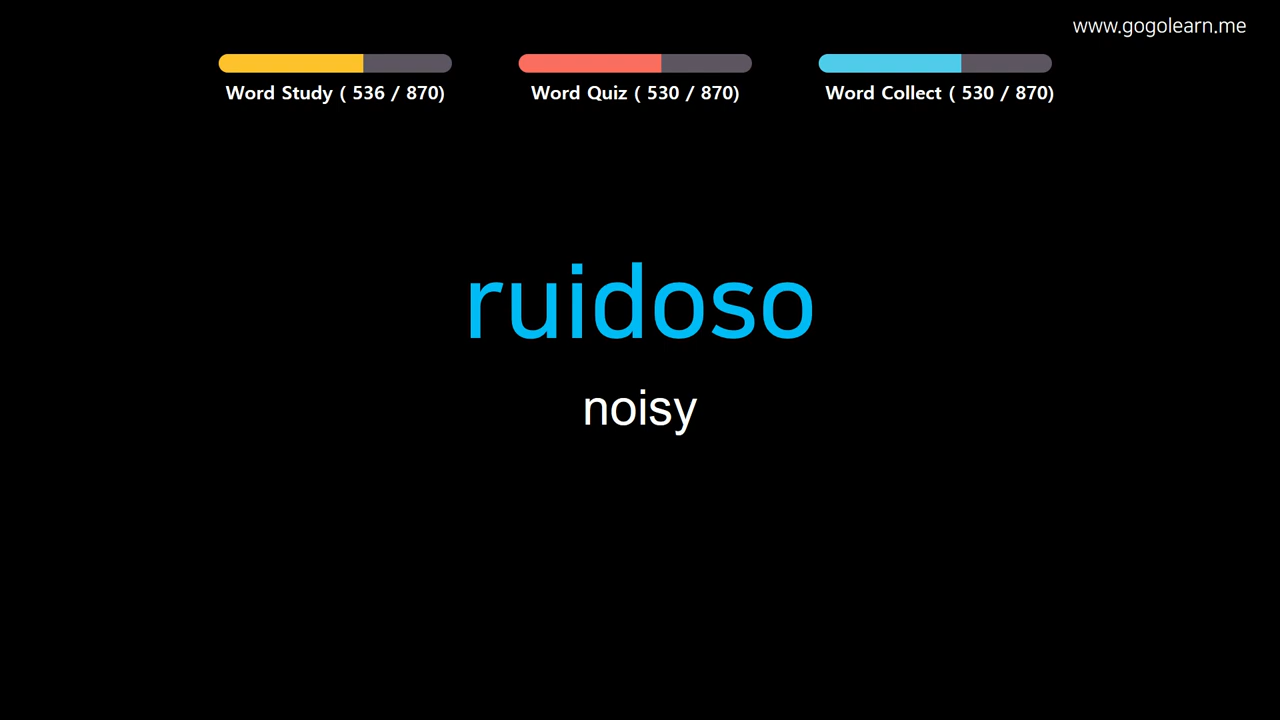 www.gogolearn.me
Word Study ( 536 / 870)
Word Quiz ( 530 / 870)
Word Collect ( 530 / 870)
ruidoso
noisy